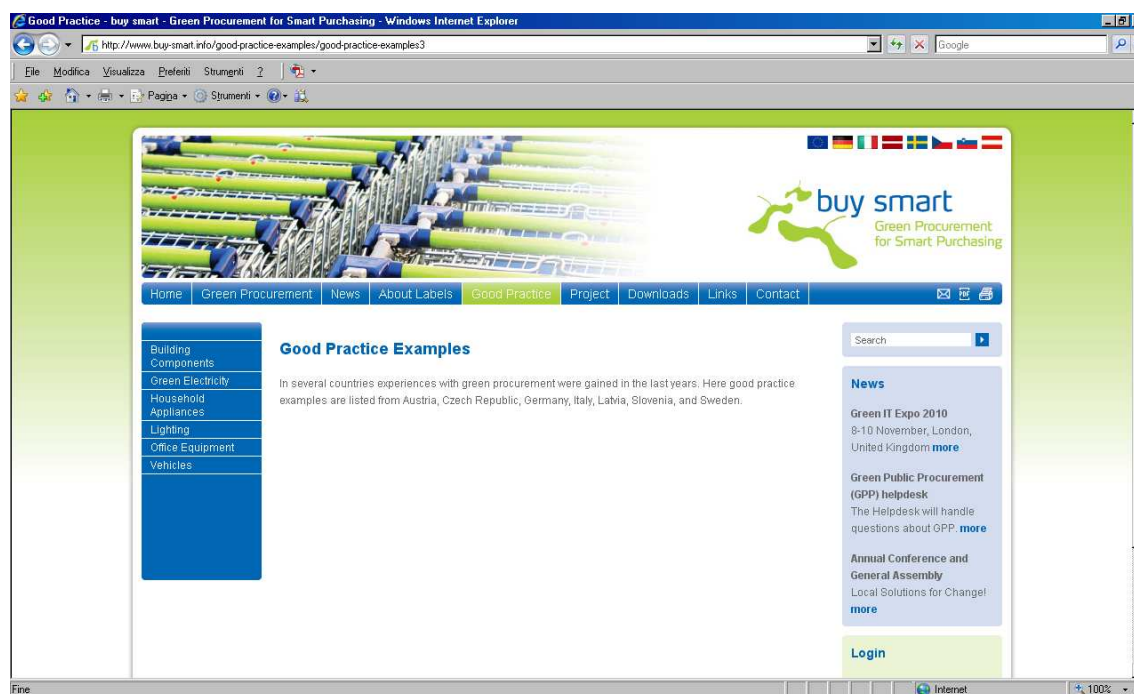 Good Practice - buy smart - Green Procurement for Smart Purchasing - Windows Internet Explorer
http://www.buy-smart.info/good-practice-examples/good-practice-examples3
Google
File Modifica Visualizza Preferiti Strumenti ?
Pagina Strumenti
buy smart
Green Procurement
for Smart Purchasing
Home Green Procurement News About Labels Good Practice Project Downloads Links Contact
PDF
Building
Components
Green Electricity
Household
Appliances
Lighting
Office Equipment
Vehicles
Good Practice Examples
In several countries experiences with green procurement were gained in the last years. Here good practice
examples are listed from Austria, Czech Republic, Germany, Italy, Latvia, Slovenia, and Sweden.
Search
News
Green IT Expo 2010
8-10 November, London,
United Kingdom more
Green Public Procurement
(GPP) helpdesk
The Helpdesk will handle
questions about GPP. more
Annual Conference and
General Assembly
Local Solutions for Change!
more
Login
Fine
Internet
100%